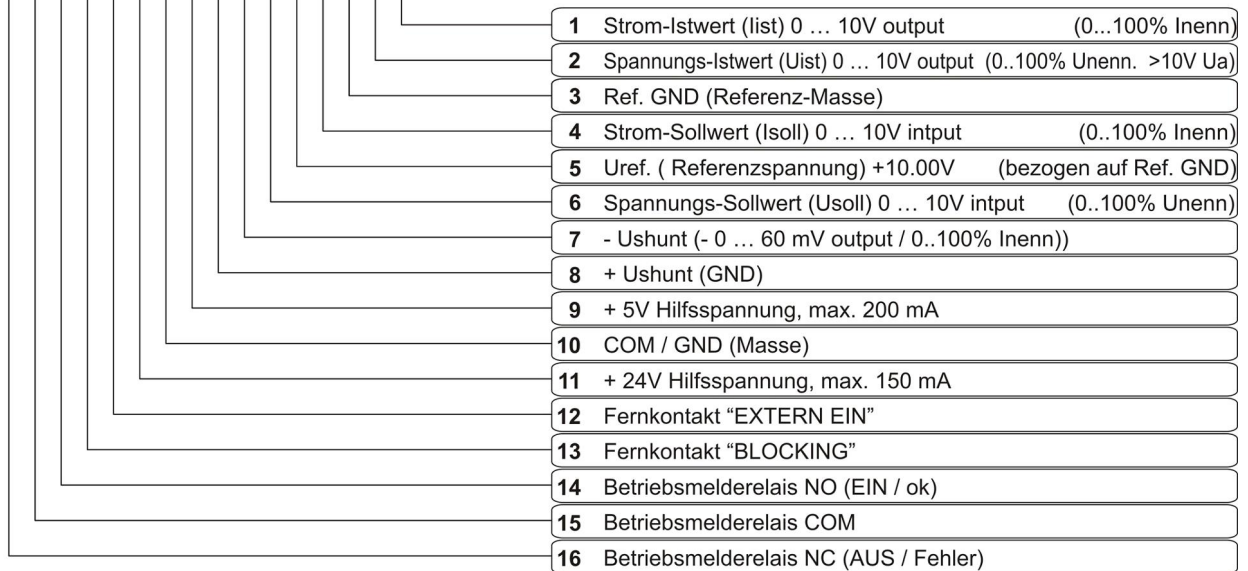 1 Strom-Istwert (Iist) 0 … 10V output (0...100% Inenn)
2 Spannungs-Istwert (Uist) 0 … 10V output (0..100% Unenn. >10V Ua)
3 Ref. GND (Referenz-Masse)
4 Strom-Sollwert (Isoll) 0 … 10V intput (0..100% Inenn)
5 Uref. ( Referenzspannung) +10.00V (bezogen auf Ref. GND)
6 Spannungs-Sollwert (Usoll) 0 … 10V intput (0..100% Unenn)
7 - Ushunt (- 0 … 60 mV output / 0..100% Inenn))
8 + Ushunt (GND)
9 + 5V Hilfsspannung, max. 200 mA
10 COM / GND (Masse)
11 + 24V Hilfsspannung, max. 150 mA
12 Fernkontakt “EXTERN EIN”
13 Fernkontakt “BLOCKING”
14 Betriebsmelderelais NO (EIN / ok)
15 Betriebsmelderelais COM
16 Betriebsmelderelais NC (AUS / Fehler)